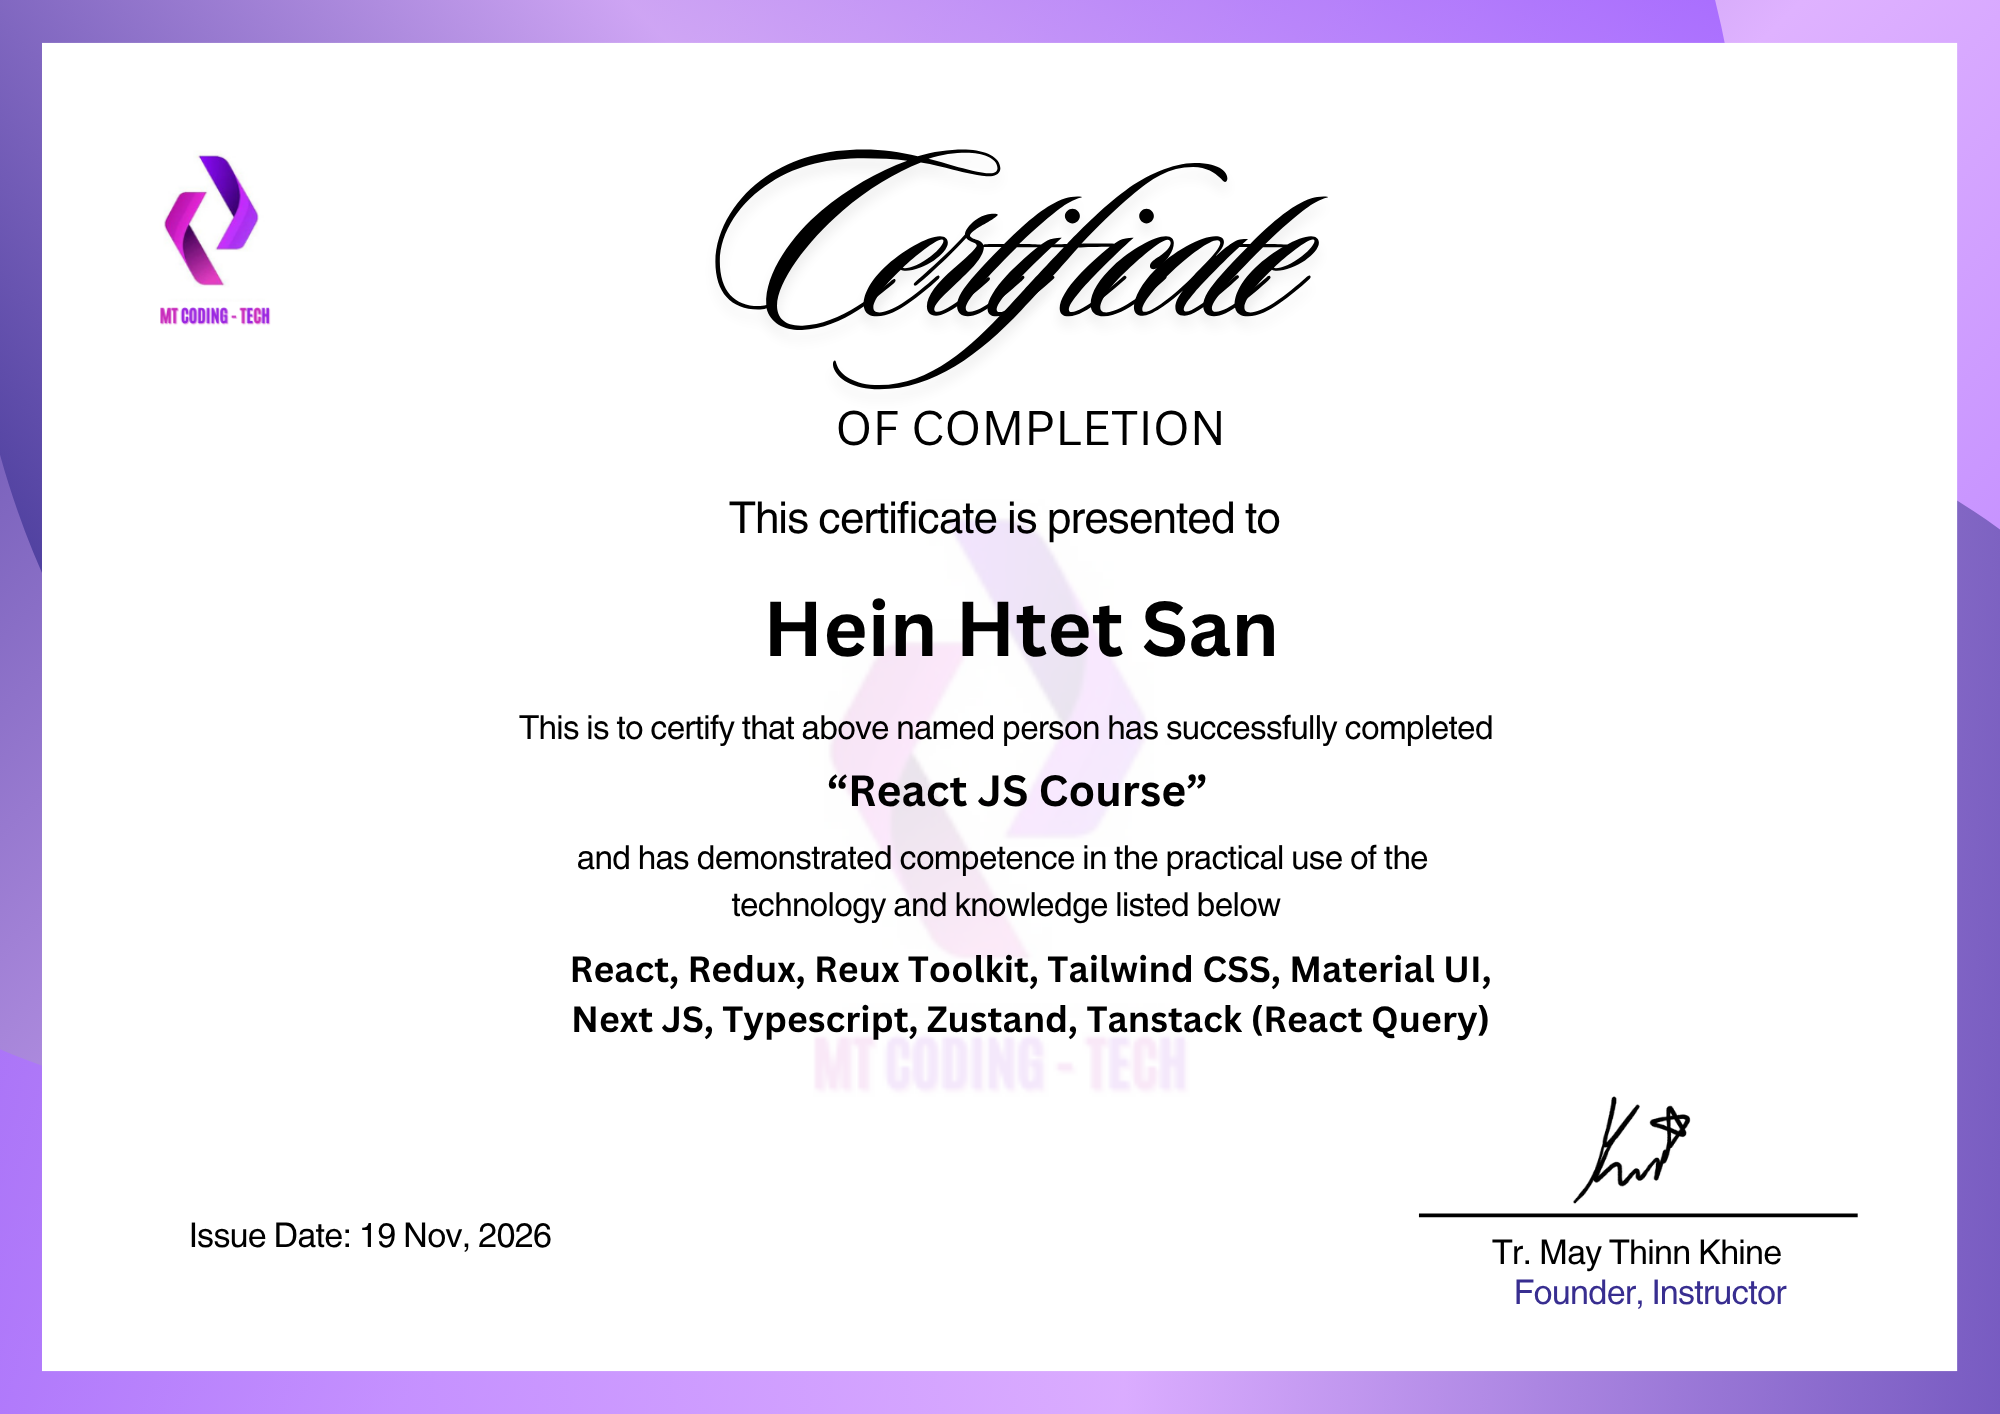 MT CODING - TECH
Certificate
OF COMPLETION
This certificate is presented to
Hein Htet San
This is to certify that above named person has successfully completed
“React JS Course”
and has demonstrated competence in the practical use of the
technology and knowledge listed below
React, Redux, Reux Toolkit, Tailwind CSS, Material UI,
Next JS, Typescript, Zustand, Tanstack (React Query)
MT CODING - TECH
Issue Date: 19 Nov, 2026
Tr. May Thinn Khine
Founder, Instructor